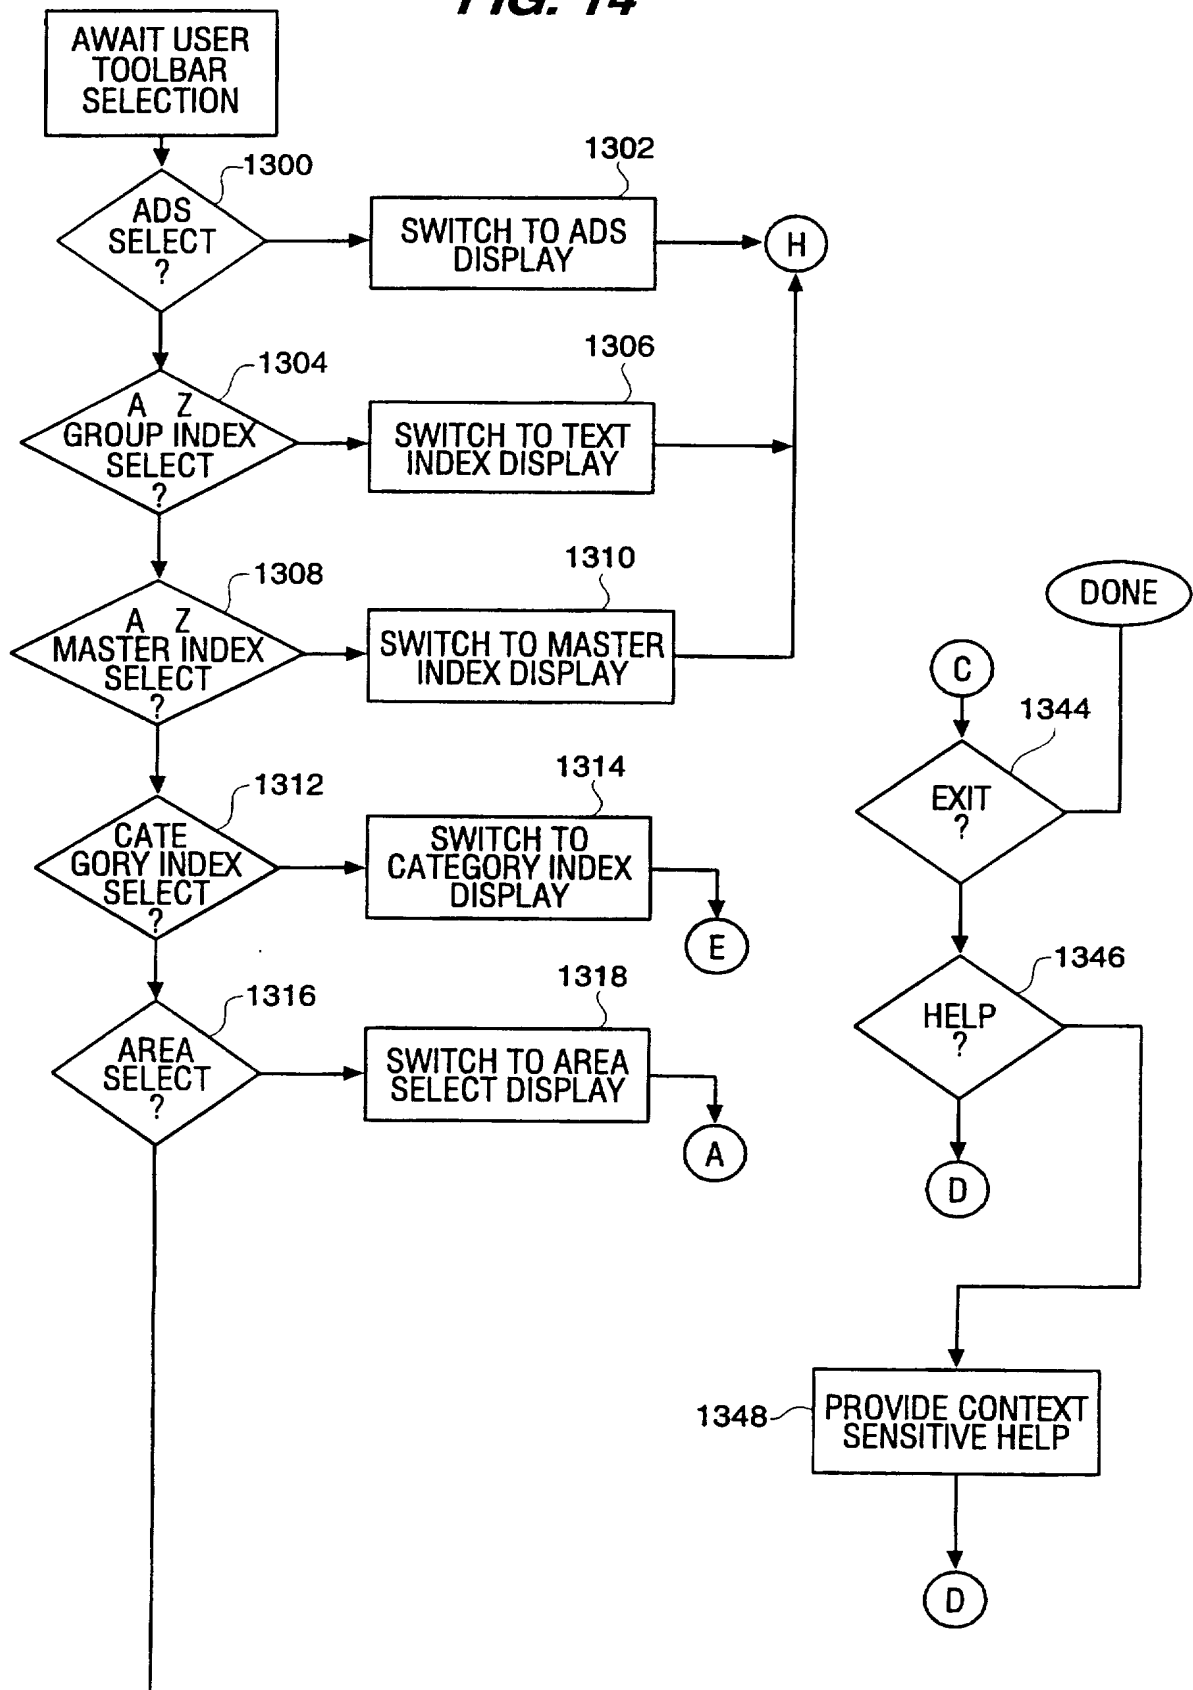 FIG. 14
AWAIT USER
TOOLBAR
SELECTION
1300
ADS
SELECT
?
1302
SWITCH TO ADS
DISPLAY
H
1304
A Z
GROUP INDEX
SELECT
?
1306
SWITCH TO TEXT
INDEX DISPLAY
1308
A Z
MASTER INDEX
SELECT
?
1310
SWITCH TO MASTER
INDEX DISPLAY
1312
CATE
GORY INDEX
SELECT
?
1314
SWITCH TO
CATEGORY INDEX
DISPLAY
E
1316
AREA
SELECT
?
1318
SWITCH TO AREA
SELECT DISPLAY
A
DONE
C
1344
EXIT
?
1346
HELP
?
D
1348
PROVIDE CONTEXT
SENSITIVE HELP
D